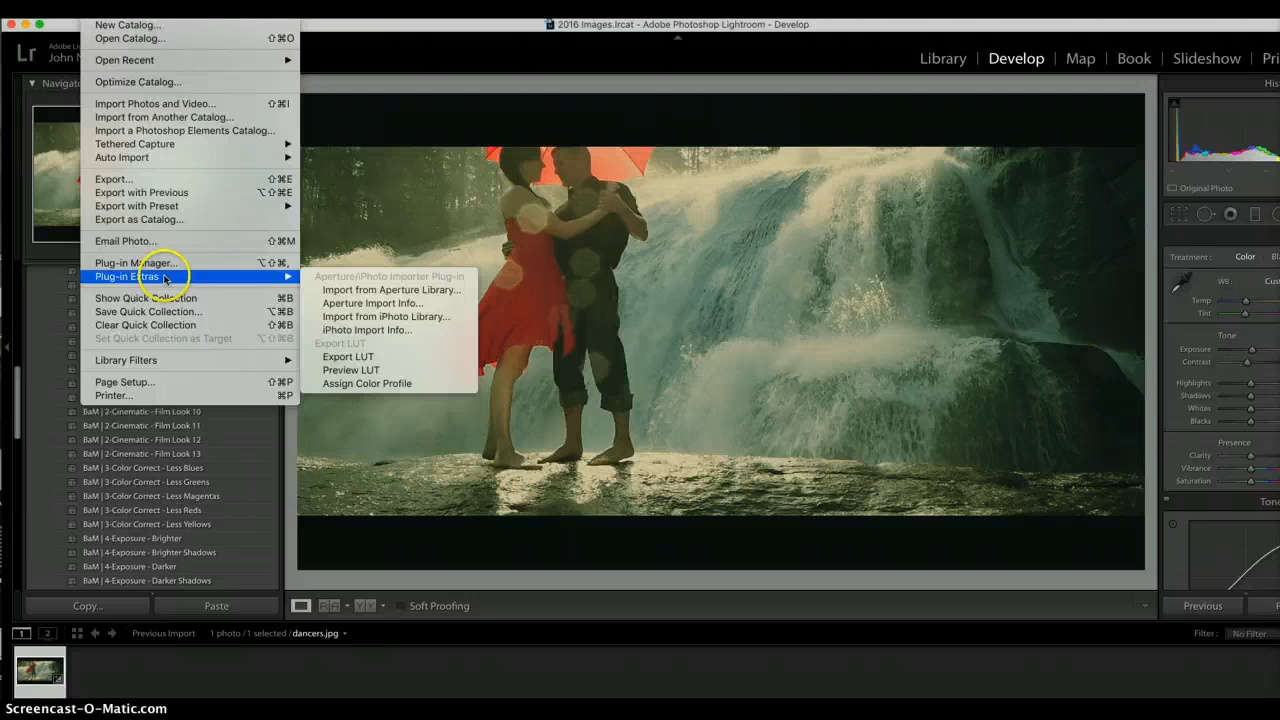 2016 Images.lrcat - Adobe Photoshop Lightroom - Develop
Lr
Adobe Li
John N
Library
Develop
Map
Book
Slideshow
Pri
Navigato
New Catalog...
Open Catalog... ⇧⌘O
Open Recent
Optimize Catalog...
Import Photos and Video... ⇧⌘I
Import from Another Catalog...
Import a Photoshop Elements Catalog...
Tethered Capture
Auto Import
Export... ⇧⌘E
Export with Previous ⌥⇧⌘E
Export with Preset
Export as Catalog...
Email Photo... ⇧⌘M
Plug-in Manager... ⌥⇧⌘,
Plug-in Extras
Show Quick Collection ⌘B
Save Quick Collection... ⌥⌘B
Clear Quick Collection ⇧⌘B
Set Quick Collection as Target ⌥⇧⌘B
Library Filters
Page Setup... ⇧⌘P
Printer... ⌘P
Aperture/iPhoto Importer Plug-in
Import from Aperture Library...
Aperture Import Info...
Import from iPhoto Library...
iPhoto Import Info...
Export LUT
Export LUT
Preview LUT
Assign Color Profile
BaM | 2-Cinematic - Film Look 10
BaM | 2-Cinematic - Film Look 11
BaM | 2-Cinematic - Film Look 12
BaM | 2-Cinematic - Film Look 13
BaM | 3-Color Correct - Less Blues
BaM | 3-Color Correct - Less Greens
BaM | 3-Color Correct - Less Magentas
BaM | 3-Color Correct - Less Reds
BaM | 3-Color Correct - Less Yellows
BaM | 4-Exposure - Brighter
BaM | 4-Exposure - Brighter Shadows
BaM | 4-Exposure - Darker
BaM | 4-Exposure - Darker Shadows
Copy...
Paste
Soft Proofing
Hist
Original Photo
Treatment: Color
WB: Cus
Temp
Tint
Tone
Exposure
Contrast
Highlights
Shadows
Whites
Blacks
Presence
Clarity
Vibrance
Saturation
Tone
Previous
1 2 Previous Import 1 photo / 1 selected / dancers.jpg
Filter : No Filter
Screencast-O-Matic.com